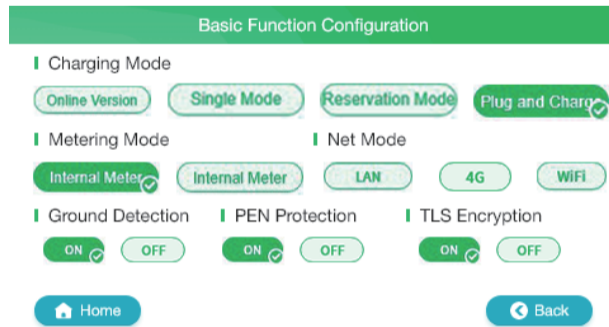 Basic Function Configuration
Charging Mode
Online Version Single Mode Reservation Mode Plug and Charge
Metering Mode Net Mode
Internal Meter Internal Meter LAN 4G WiFi
Ground Detection PEN Protection TLS Encryption
ON OFF ON OFF ON OFF
Home Back